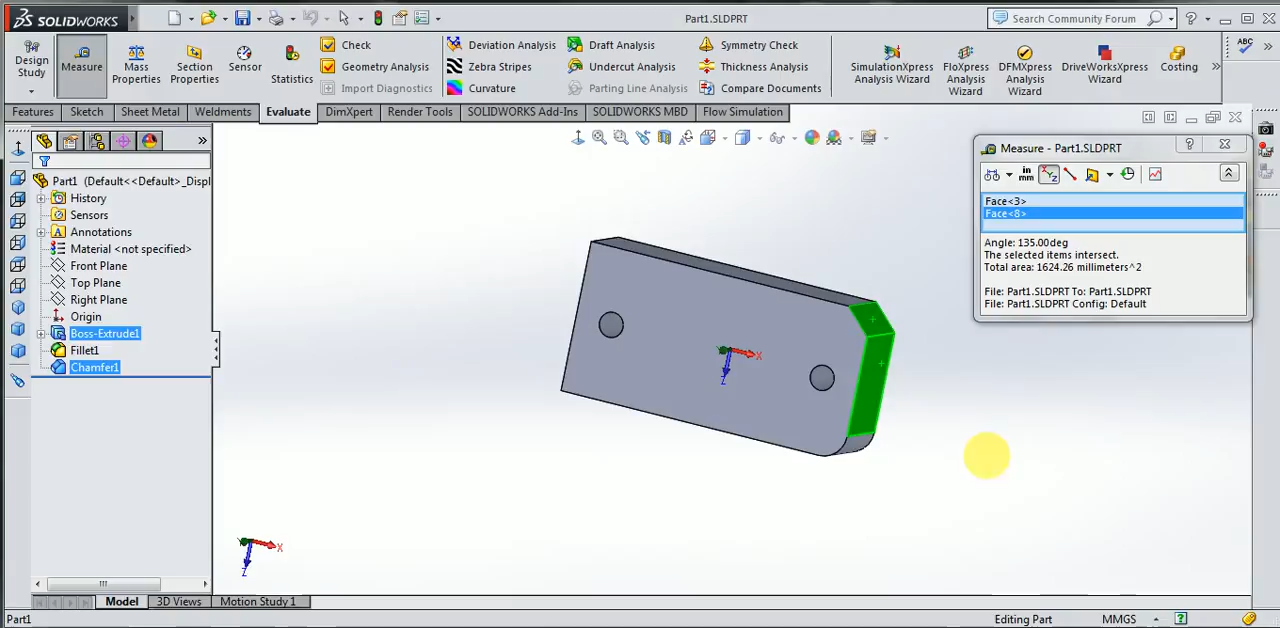 SOLIDWORKS
Part1.SLDPRT
Search Community Forum
Design Study
Measure
Mass Properties
Section Properties
Sensor
Statistics
Check
Geometry Analysis
Import Diagnostics
Deviation Analysis
Zebra Stripes
Curvature
Draft Analysis
Undercut Analysis
Parting Line Analysis
Symmetry Check
Thickness Analysis
Compare Documents
SimulationXpress Analysis Wizard
FloXpress Analysis Wizard
DFMXpress Analysis Wizard
DriveWorksXpress Wizard
Costing
ABC
Features
Sketch
Sheet Metal
Weldments
Evaluate
DimXpert
Render Tools
SOLIDWORKS Add-Ins
SOLIDWORKS MBD
Flow Simulation
Part1 (Default<<Default>_Displ
History
Sensors
Annotations
Material <not specified>
Front Plane
Top Plane
Right Plane
Origin
Boss-Extrude1
Fillet1
Chamfer1
Measure - Part1.SLDPRT
in
mm
Face<3>
Face<8>
Angle: 135.00deg
The selected items intersect.
Total area: 1624.26 millimeters^2
File: Part1.SLDPRT To: Part1.SLDPRT
File: Part1.SLDPRT Config: Default
X
Z
X
Z
Model
3D Views
Motion Study 1
Part1
Editing Part
MMGS